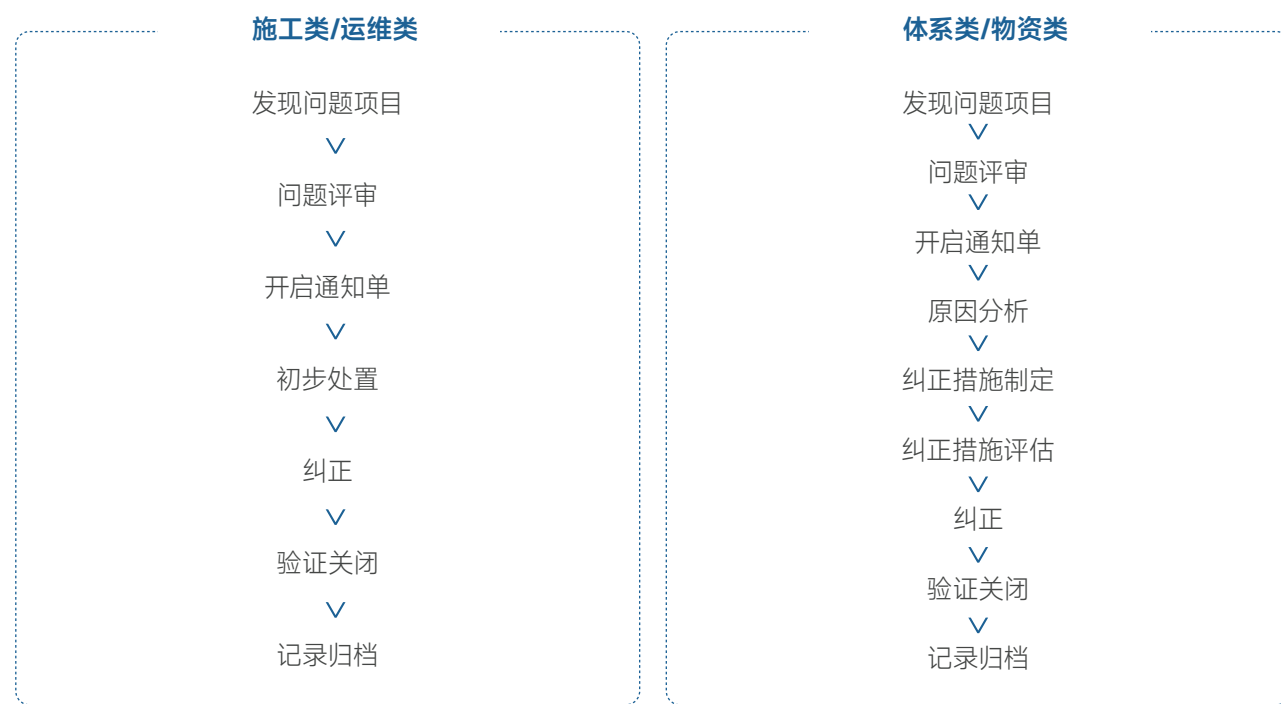 施工类/运维类
发现问题项目
问题评审
开启通知单
初步处置
纠正
验证关闭
记录归档
体系类/物资类
发现问题项目
问题评审
开启通知单
原因分析
纠正措施制定
纠正措施评估
纠正
验证关闭
记录归档